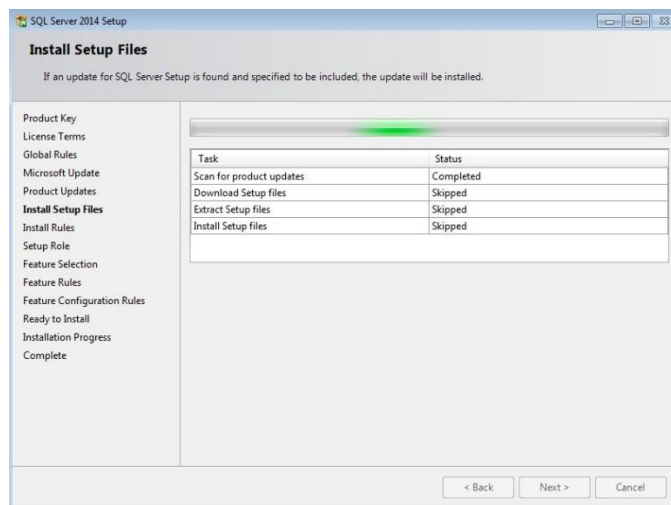 SQL Server 2014 Setup
Install Setup Files
If an update for SQL Server Setup is found and specified to be included, the update will be installed.
Product Key
License Terms
Global Rules
Microsoft Update
Product Updates
Install Setup Files
Install Rules
Setup Role
Feature Selection
Feature Rules
Feature Configuration Rules
Ready to Install
Installation Progress
Complete
Task Status
Scan for product updates Completed
Download Setup files Skipped
Extract Setup files Skipped
Install Setup files Skipped
< Back Next > Cancel